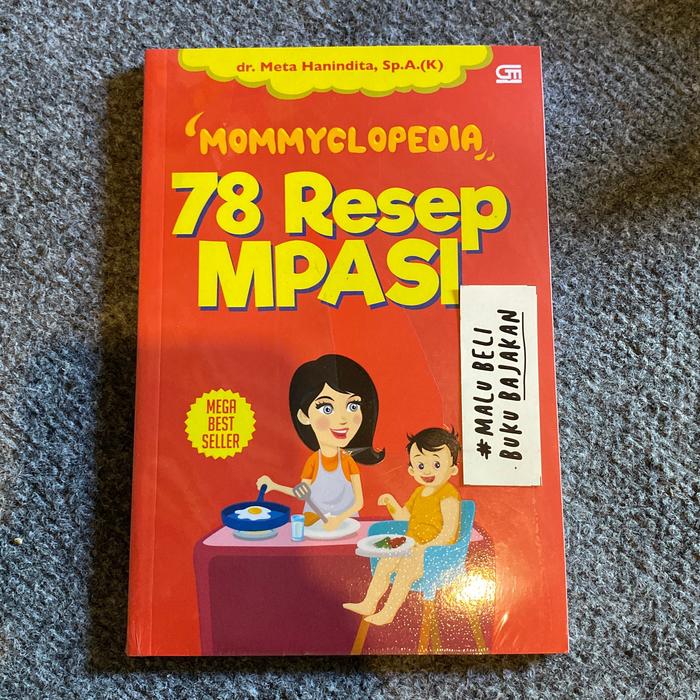 dr. Meta Hanindita, Sp.A.(K)
"MOMMYCLOPEDIA"
78 Resep
MPASI
MEGA
BEST
SELLER
#MALU BELI
BUKU BAJAKAN